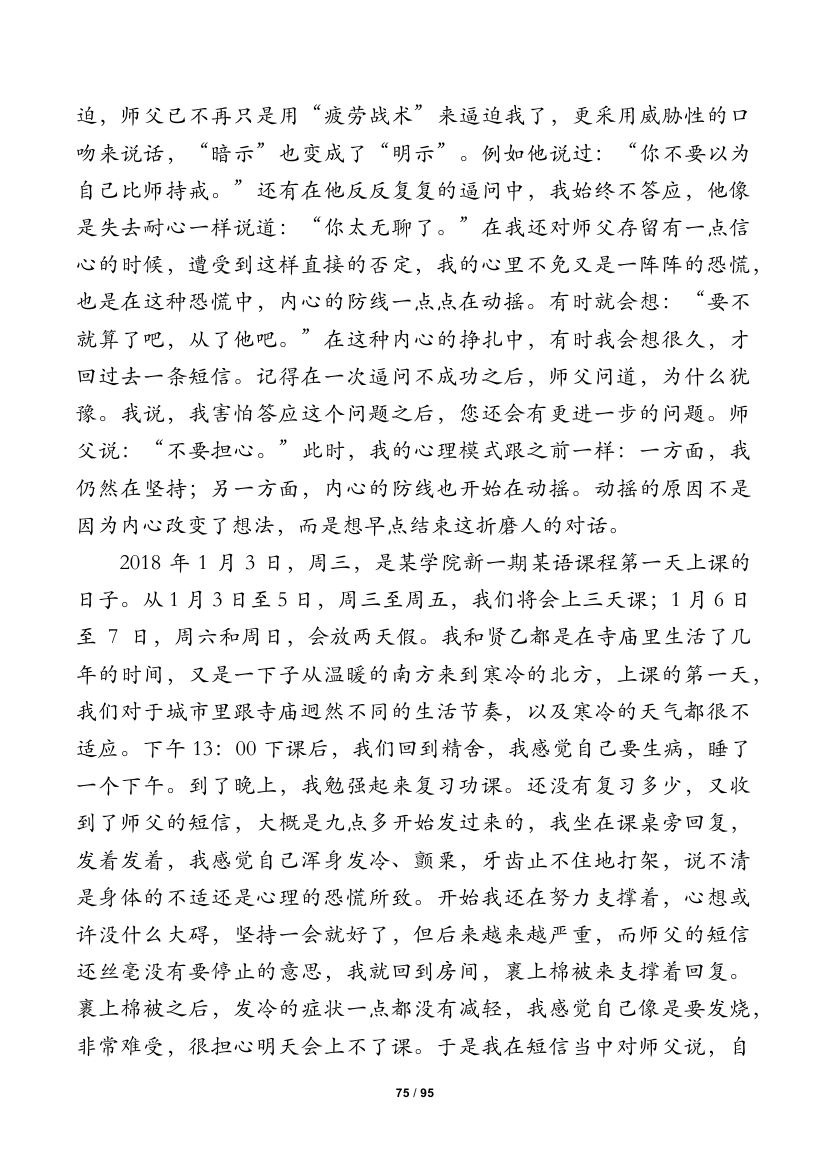 迫，师父已不再只是用“疲劳战术”来逼迫我了，更采用威胁性的口
吻来说话，“暗示”也变成了“明示”。例如他说过：“你不要以为
自己比师持戒。”还有在他反反复复的逼问中，我始终不答应，他像
是失去耐心一样说道：“你太无聊了。”在我还对师父存留有一点信
心的时候，遭受到这样直接的否定，我的心里不免又是一阵阵的恐慌，
也是在这种恐慌中，内心的防线一点点在动摇。有时就会想：“要不
就算了吧，从了他吧。”在这种内心的挣扎中，有时我会想很久，才
回过去一条短信。记得在一次逼问不成功之后，师父问道，为什么犹
豫。我说，我害怕答应这个问题之后，您还会有更进一步的问题。师
父说：“不要担心。”此时，我的心理模式跟之前一样：一方面，我
仍然在坚持；另一方面，内心的防线也开始在动摇。动摇的原因不是
因为内心改变了想法，而是想早点结束这折磨人的对话。
2018 年 1 月 3 日，周三，是某学院新一期某语课程第一天上课的
日子。从 1 月 3 日至 5 日，周三至周五，我们将会上三天课；1 月 6 日
至 7 日，周六和周日，会放两天假。我和贤乙都是在寺庙里生活了几
年的时间，又是一下子从温暖的南方来到寒冷的北方，上课的第一天，
我们对于城市里跟寺庙迥然不同的生活节奏，以及寒冷的天气都很不
适应。下午 13：00 下课后，我们回到精舍，我感觉自己要生病，睡了
一个下午。到了晚上，我勉强起来复习功课。还没有复习多少，又收
到了师父的短信，大概是九点多开始发过来的，我坐在课桌旁回复，
发着发着，我感觉自己浑身发冷、颤栗，牙齿止不住地打架，说不清
是身体的不适还是心理的恐慌所致。开始我还在努力支撑着，心想或
许没什么大碍，坚持一会就好了，但后来越来越严重，而师父的短信
还丝毫没有要停止的意思，我就回到房间，裹上棉被来支撑着回复。
裹上棉被之后，发冷的症状一点都没有减轻，我感觉自己像是要发烧，
非常难受，很担心明天会上不了课。于是我在短信当中对师父说，自
75 / 95